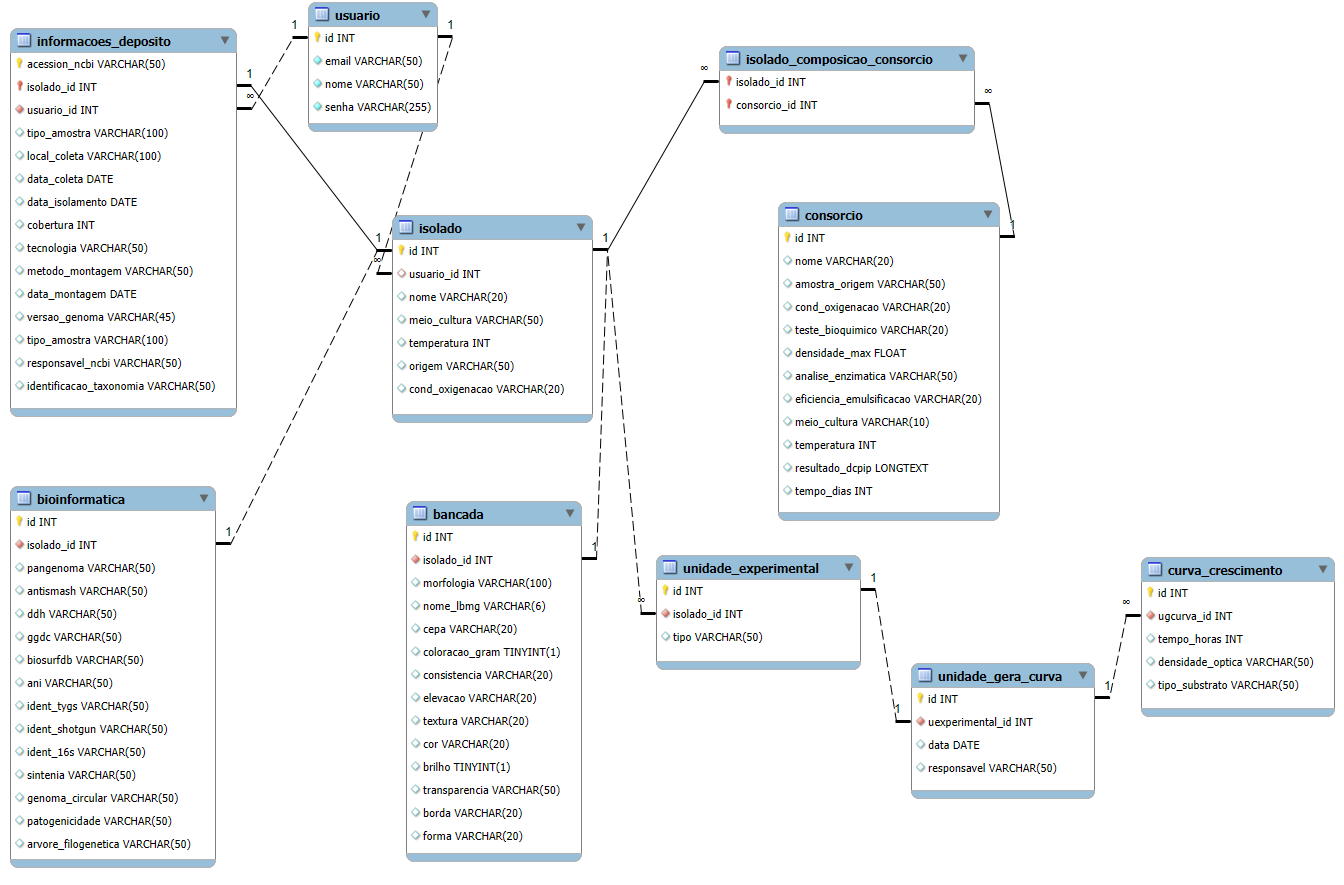 informacoes_deposito
acession_ncbi VARCHAR(50)
isolado_id INT
usuario_id INT
tipo_amostra VARCHAR(100)
local_coleta VARCHAR(100)
data_coleta DATE
data_isolamento DATE
cobertura INT
tecnologia VARCHAR(50)
metodo_montagem VARCHAR(50)
data_montagem DATE
versao_genoma VARCHAR(45)
tipo_amostra VARCHAR(100)
responsavel_ncbi VARCHAR(50)
identificacao_taxonomia VARCHAR(50)
1
∞
1
usuario
1
id INT
email VARCHAR(50)
nome VARCHAR(50)
senha VARCHAR(255)
isolado
1
∞
1
id INT
usuario_id INT
nome VARCHAR(20)
meio_cultura VARCHAR(50)
temperatura INT
origem VARCHAR(50)
cond_oxigenacao VARCHAR(20)
∞
isolado_composicao_consorcio
∞
isolado_id INT
consorcio_id INT
consorcio
1
id INT
nome VARCHAR(20)
amostra_origem VARCHAR(50)
cond_oxigenacao VARCHAR(20)
teste_bioquimico VARCHAR(20)
densidade_max FLOAT
analise_enzimatica VARCHAR(50)
eficiencia_emulsificacao VARCHAR(20)
meio_cultura VARCHAR(10)
temperatura INT
resultado_dcpip LONGTEXT
tempo_dias INT
bioinformatica
1
id INT
isolado_id INT
pangenoma VARCHAR(50)
antismash VARCHAR(50)
ddh VARCHAR(50)
ggdc VARCHAR(50)
biosurfdb VARCHAR(50)
ani VARCHAR(50)
ident_tygs VARCHAR(50)
ident_shotgun VARCHAR(50)
ident_16s VARCHAR(50)
sintenia VARCHAR(50)
genoma_circular VARCHAR(50)
patogenicidade VARCHAR(50)
arvore_filogenetica VARCHAR(50)
bancada
1
id INT
isolado_id INT
morfologia VARCHAR(100)
nome_lbmg VARCHAR(6)
cepa VARCHAR(20)
coloracao_gram TINYINT(1)
consistencia VARCHAR(20)
elevacao VARCHAR(20)
textura VARCHAR(20)
cor VARCHAR(20)
brilho TINYINT(1)
transparencia VARCHAR(50)
borda VARCHAR(20)
forma VARCHAR(20)
∞
unidade_experimental
1
id INT
isolado_id INT
tipo VARCHAR(50)
1
unidade_gera_curva
1
id INT
uexperimental_id INT
data DATE
responsavel VARCHAR(50)
∞
curva_crescimento
id INT
ugcurva_id INT
tempo_horas INT
densidade_optica VARCHAR(50)
tipo_substrato VARCHAR(50)